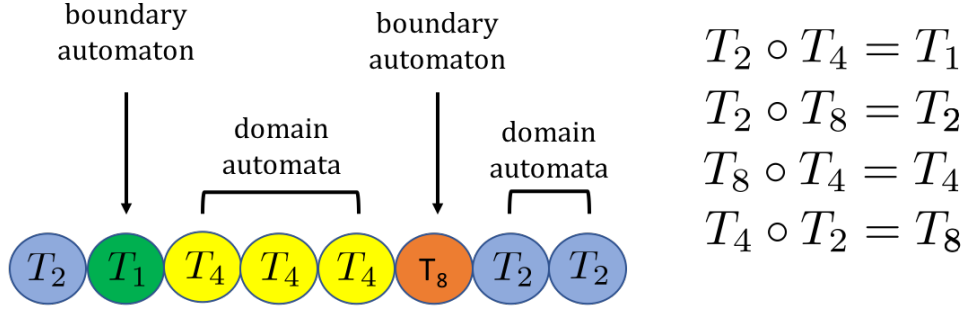 boundary
automaton
domain
automata
boundary
automaton
domain
automata
T₂ T₁ T₄ T₄ T₄ T₈ T₂ T₂
T₂ ∘ T₄ = T₁
T₂ ∘ T₈ = T₂
T₈ ∘ T₄ = T₄
T₄ ∘ T₂ = T₈